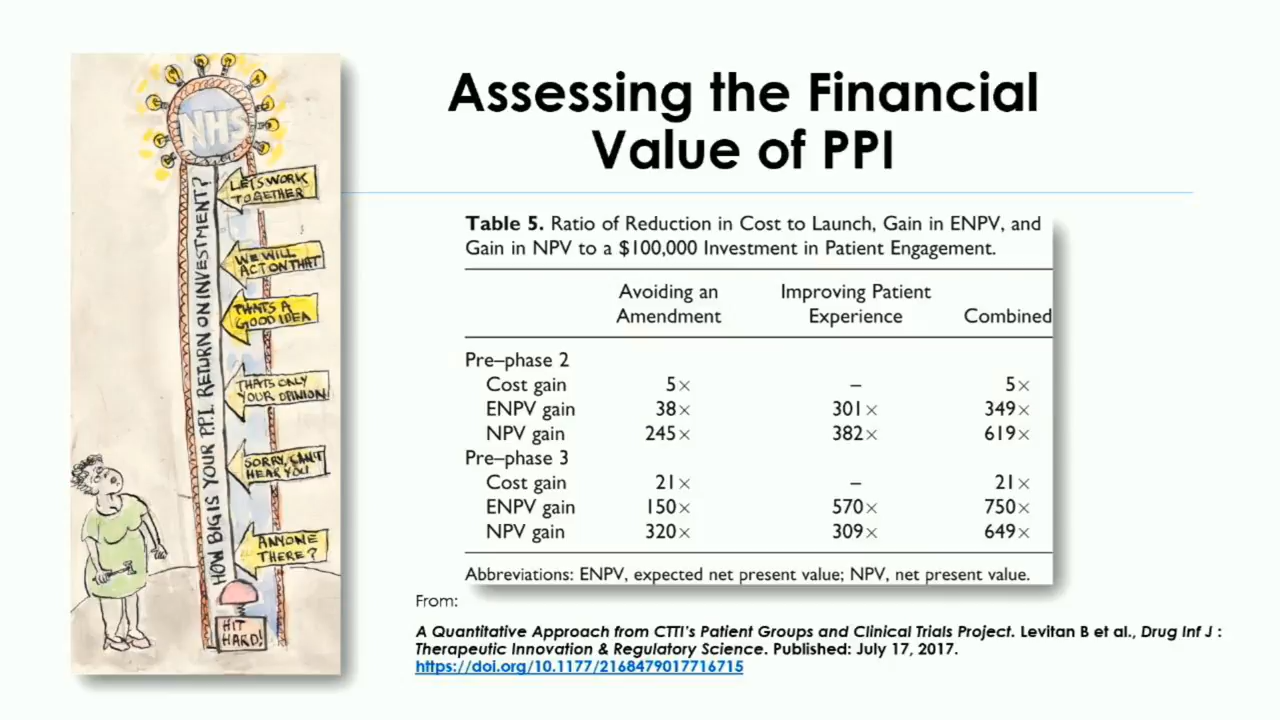 Assessing the Financial
Value of PPI
NHS
HOW BIG IS YOUR P.P.I. RETURN ON INVESTMENT?
LETS WORK
TOGETHER
WE WILL
ACT ON THAT
THATS A
GOOD IDEA
THATS ONLY
YOUR OPINION!
SORRY, CAN'T
HEAR YOU
ANYONE
THERE?
HIT
HARD!
Table 5. Ratio of Reduction in Cost to Launch, Gain in ENPV, and
Gain in NPV to a $100,000 Investment in Patient Engagement.
Avoiding an Improving Patient
Amendment Experience Combined
Pre–phase 2
Cost gain 5× – 5×
ENPV gain 38× 301× 349×
NPV gain 245× 382× 619×
Pre–phase 3
Cost gain 21× – 21×
ENPV gain 150× 570× 750×
NPV gain 320× 309× 649×
Abbreviations: ENPV, expected net present value; NPV, net present value.
From:
A Quantitative Approach from CTTI's Patient Groups and Clinical Trials Project. Levitan B et al., Drug Inf J :
Therapeutic Innovation & Regulatory Science. Published: July 17, 2017.
https://doi.org/10.1177/2168479017716715